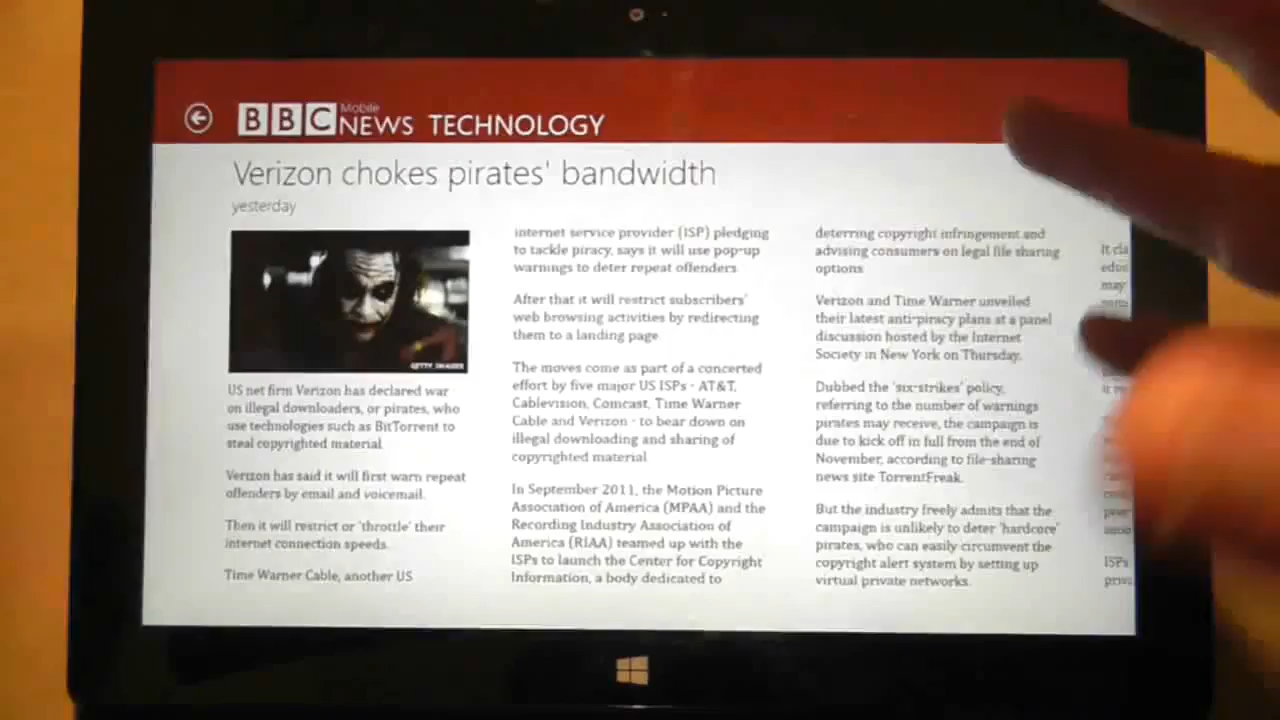 BBC Mobile NEWS TECHNOLOGY
Verizon chokes pirates' bandwidth
yesterday
GETTY IMAGES
US net firm Verizon has declared war
on illegal downloaders, or pirates, who
use technologies such as BitTorrent to
steal copyrighted material.
Verizon has said it will first warn repeat
offenders by email and voicemail.
Then it will restrict or 'throttle' their
internet connection speeds.
Time Warner Cable, another US
internet service provider (ISP) pledging
to tackle piracy, says it will use pop-up
warnings to deter repeat offenders.
After that it will restrict subscribers'
web browsing activities by redirecting
them to a landing page.
The moves come as part of a concerted
effort by five major US ISPs - AT&T,
Cablevision, Comcast, Time Warner
Cable and Verizon - to bear down on
illegal downloading and sharing of
copyrighted material.
In September 2011, the Motion Picture
Association of America (MPAA) and the
Recording Industry Association of
America (RIAA) teamed up with the
ISPs to launch the Center for Copyright
Information, a body dedicated to
deterring copyright infringement and
advising consumers on legal file sharing
options.
Verizon and Time Warner unveiled
their latest anti-piracy plans at a panel
discussion hosted by the Internet
Society in New York on Thursday.
Dubbed the 'six-strikes' policy,
referring to the number of warnings
pirates may receive, the campaign is
due to kick off in full from the end of
November, according to file-sharing
news site TorrentFreak.
But the industry freely admits that the
campaign is unlikely to deter 'hardcore'
pirates, who can easily circumvent the
copyright alert system by setting up
virtual private networks.
It cla
educ
may
ISPs
priva